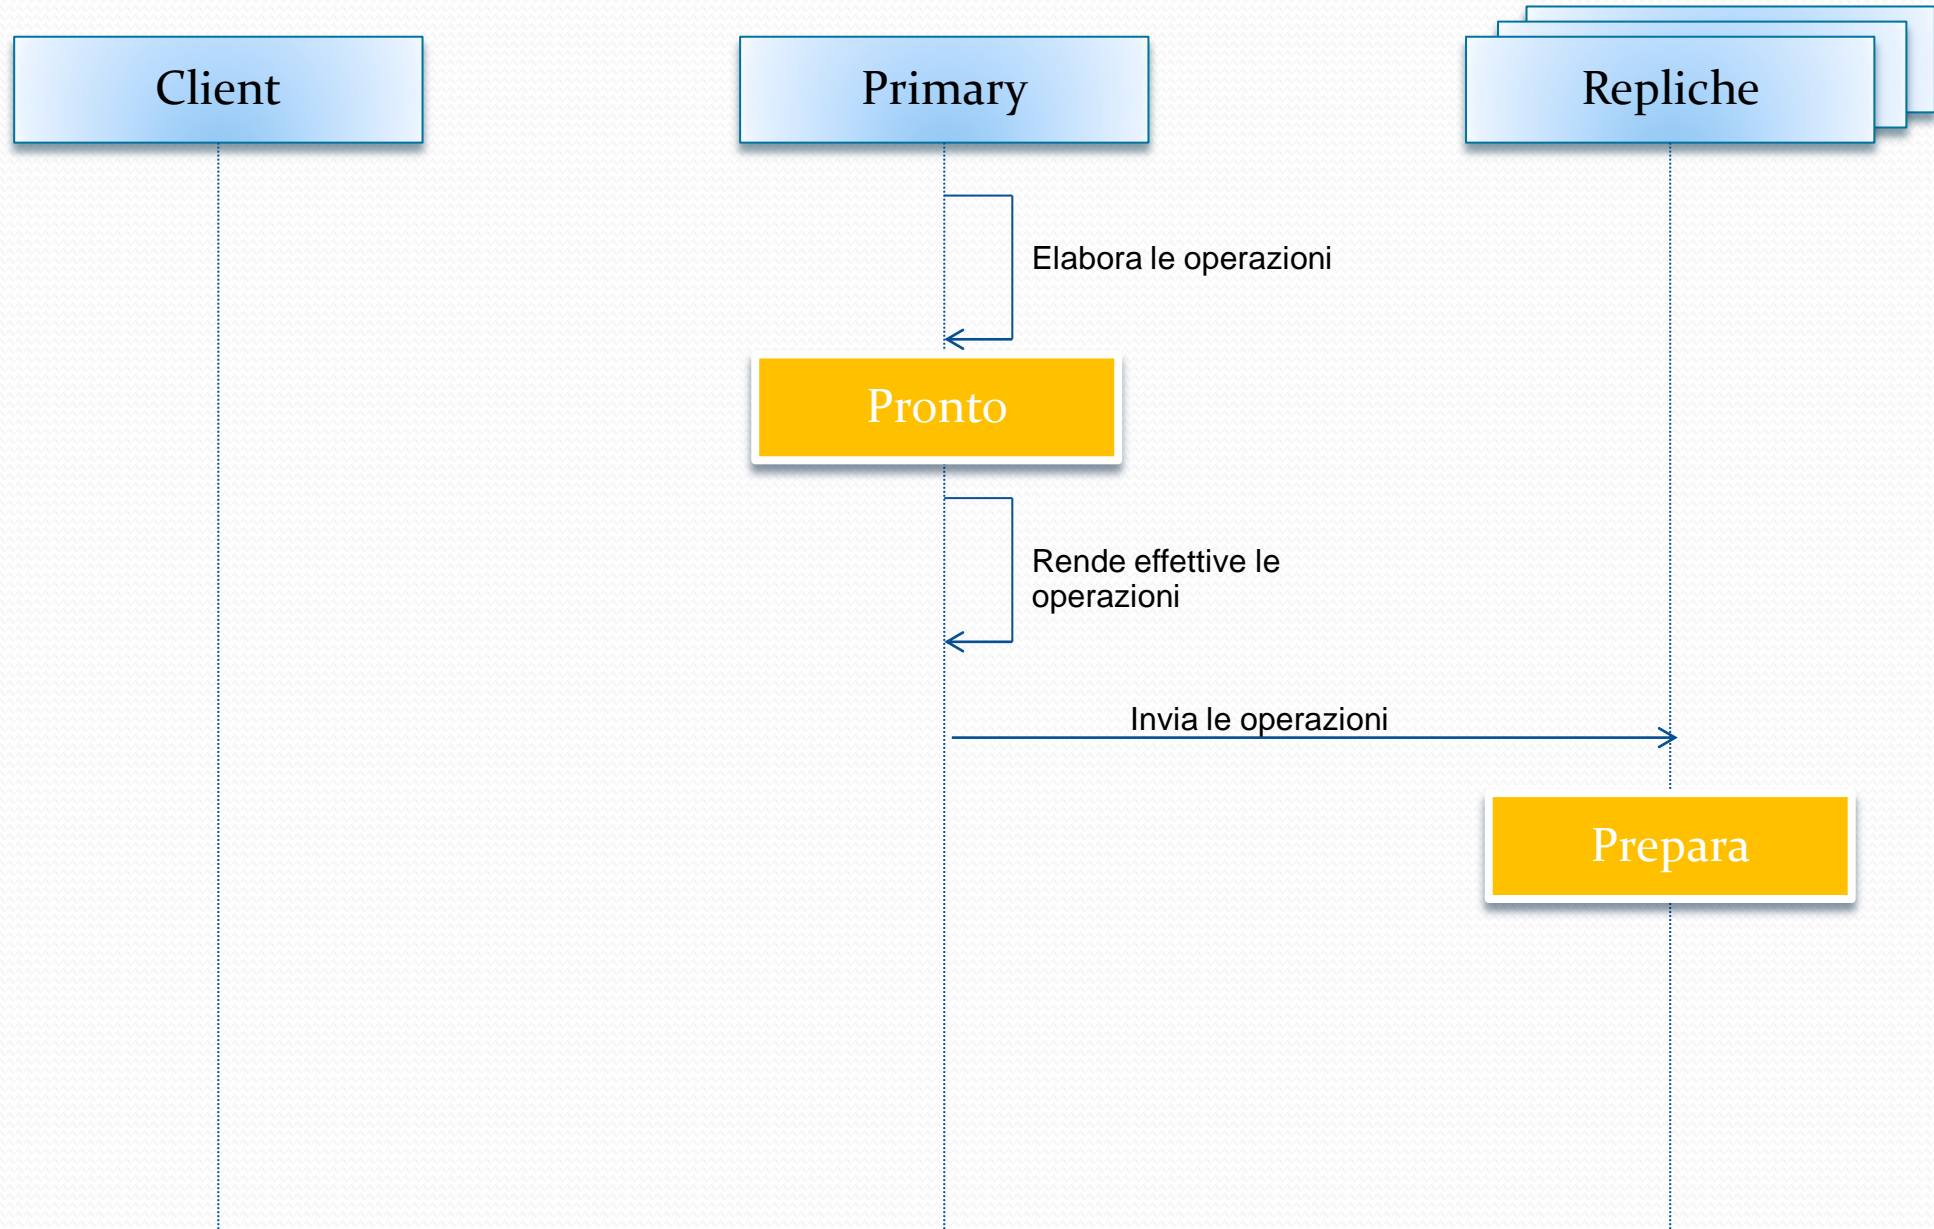 Client
Primary
Repliche
Elabora le operazioni
Pronto
Rende effettive le
operazioni
Invia le operazioni
Prepara